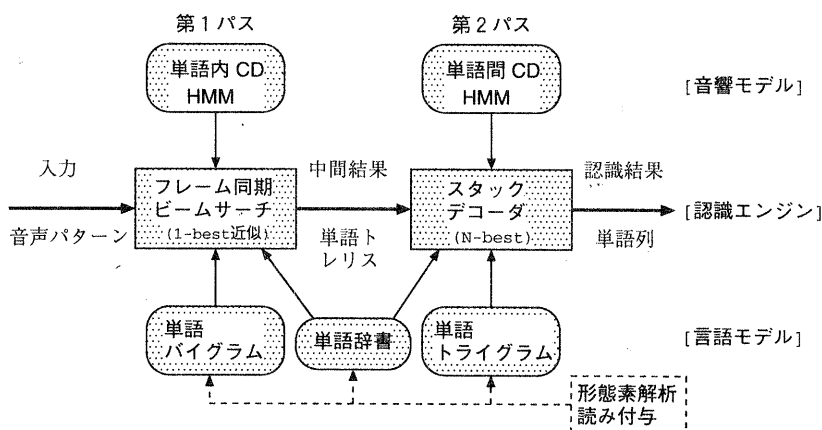 第１パス
第２パス
単語内 CD
HMM
単語間 CD
HMM
[音響モデル]
入力
音声パターン
フレーム同期
ビームサーチ
(1-best近似)
中間結果
単語ト
レリス
スタック
デコーダ
(N-best)
認識結果
単語列
[認識エンジン]
単語
バイグラム
単語辞書
単語
トライグラム
[言語モデル]
形態素解析
読み付与